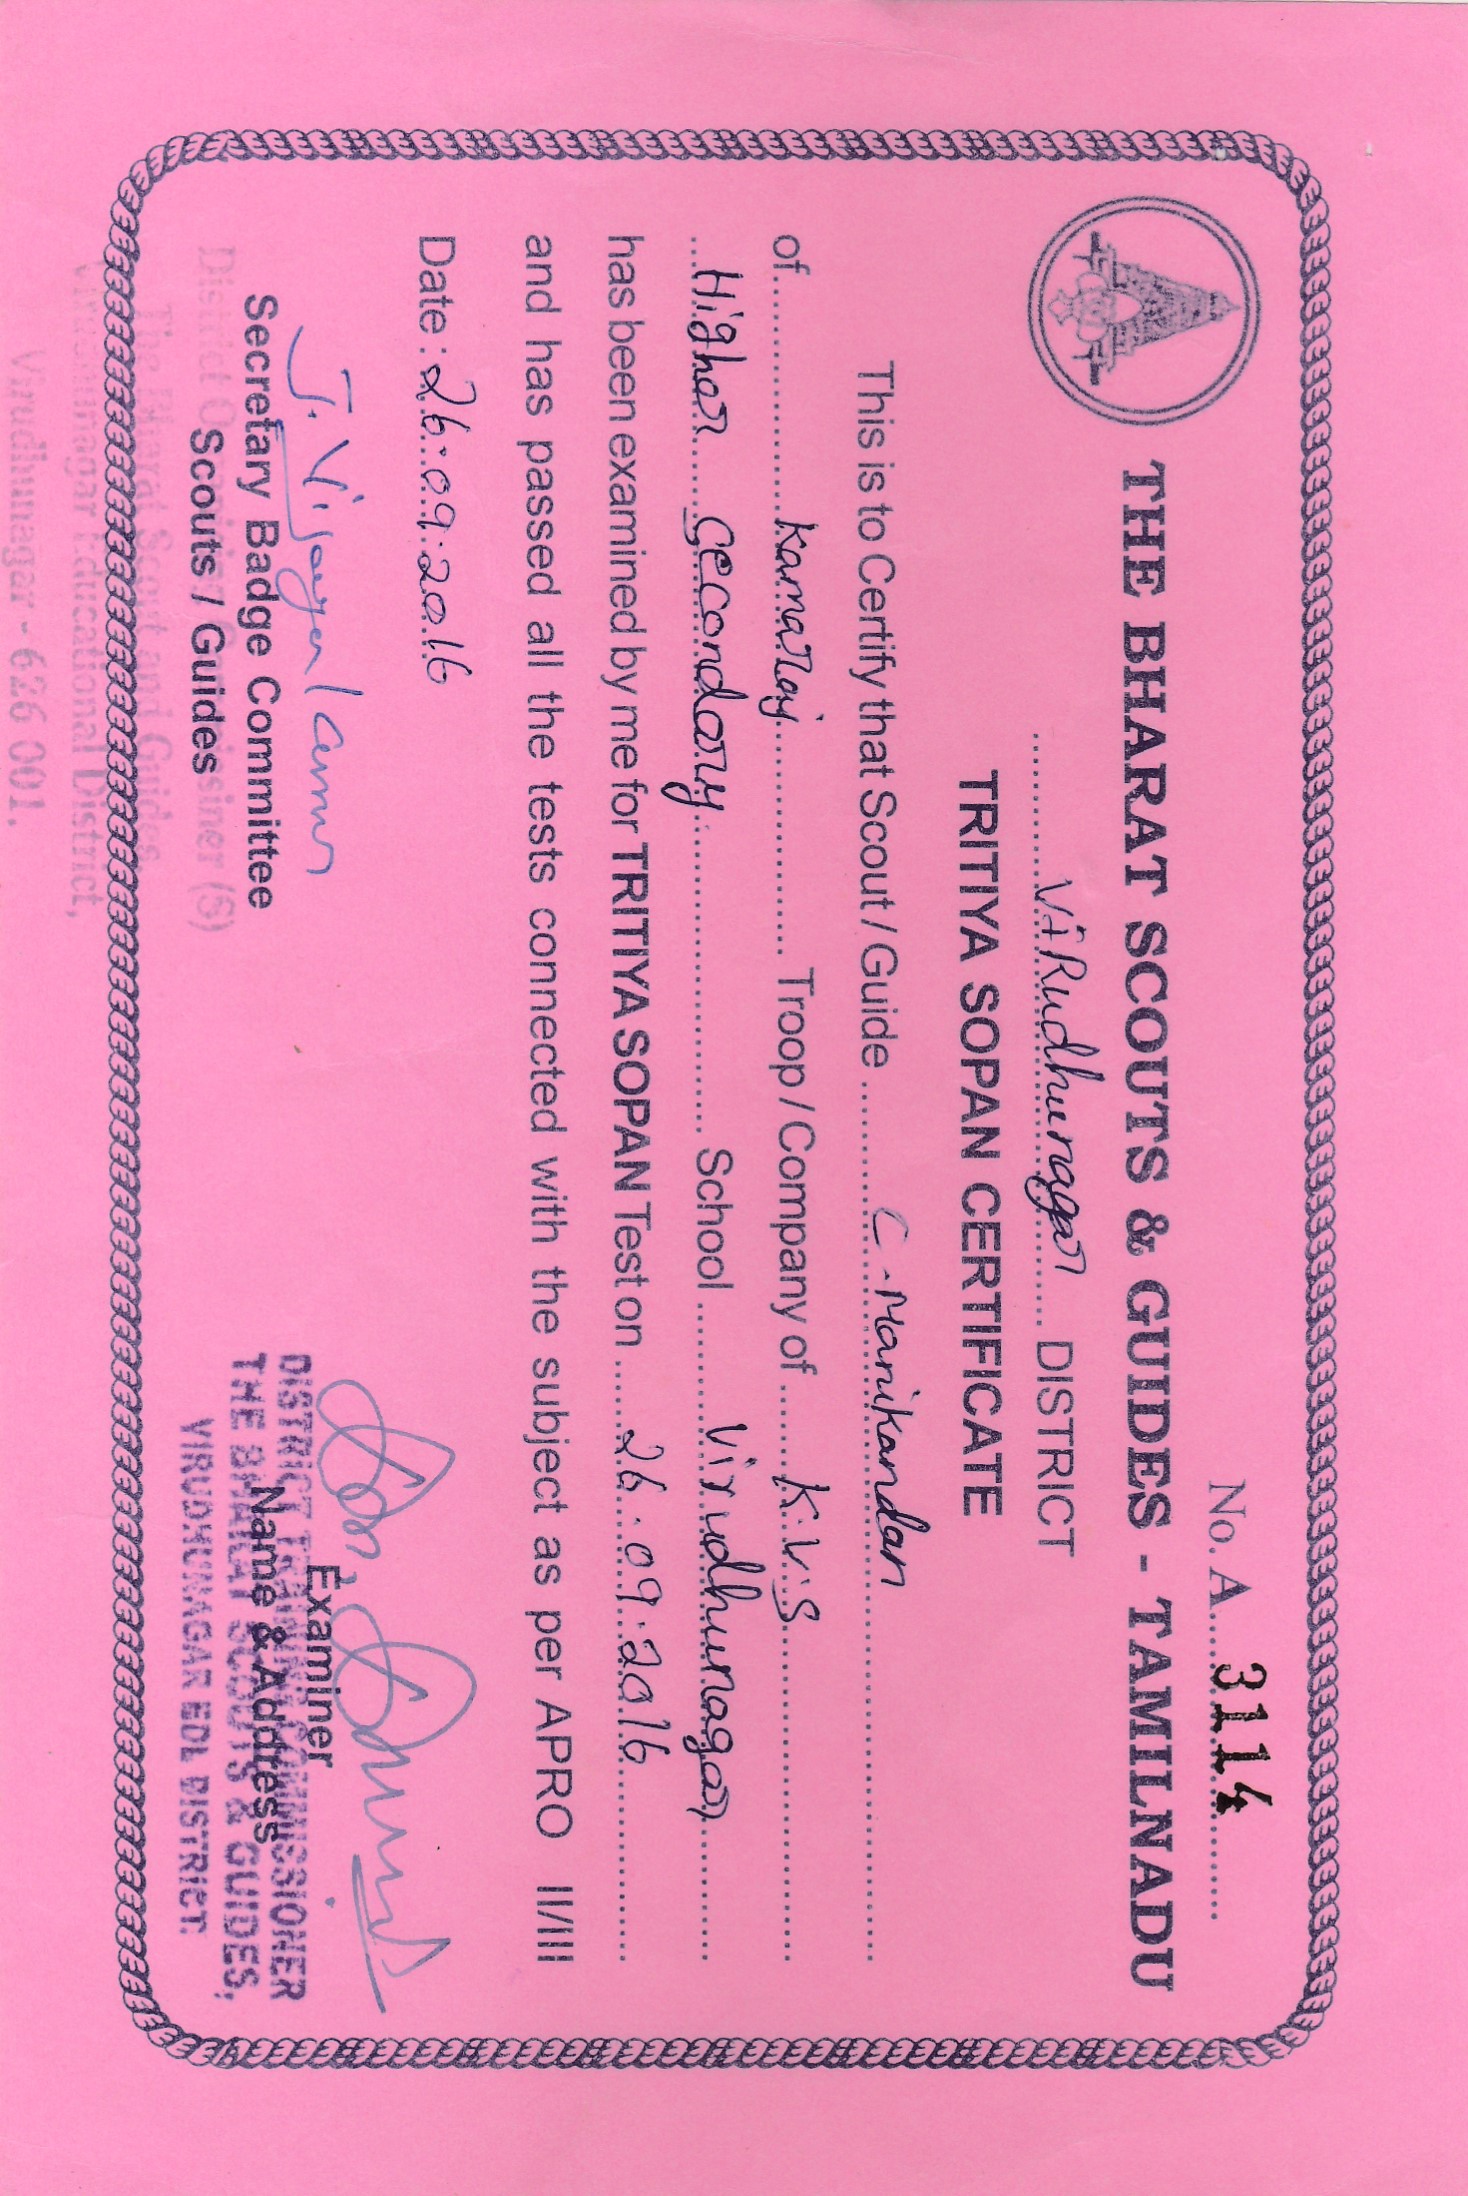 No. A 3114
THE BHARAT SCOUTS & GUIDES - TAMILNADU
ViRudhunagar DISTRICT
TRITIYA SOPAN CERTIFICATE
This is to Certify that Scout / Guide C. Manikandan
of Kamaraj Troop / Company of K.V.S
Higher Secondary School Virudhunagar
has been examined by me for TRITIYA SOPAN Test on 26.09.2016
and has passed all the tests connected with the subject as per APRO II/III
Date : 26.09.2016
Secretary Badge Committee
Scouts / Guides
District
The Bharat Scout and Guides
Virudhunagar Educational District,
Virudhunagar - 626 001.
Examiner
Name & Address
DISTRICT TRAINING COMMISSIONER
THE BHARAT SCOUTS & GUIDES,
VIRUDHUNAGAR EDL DISTRICT.